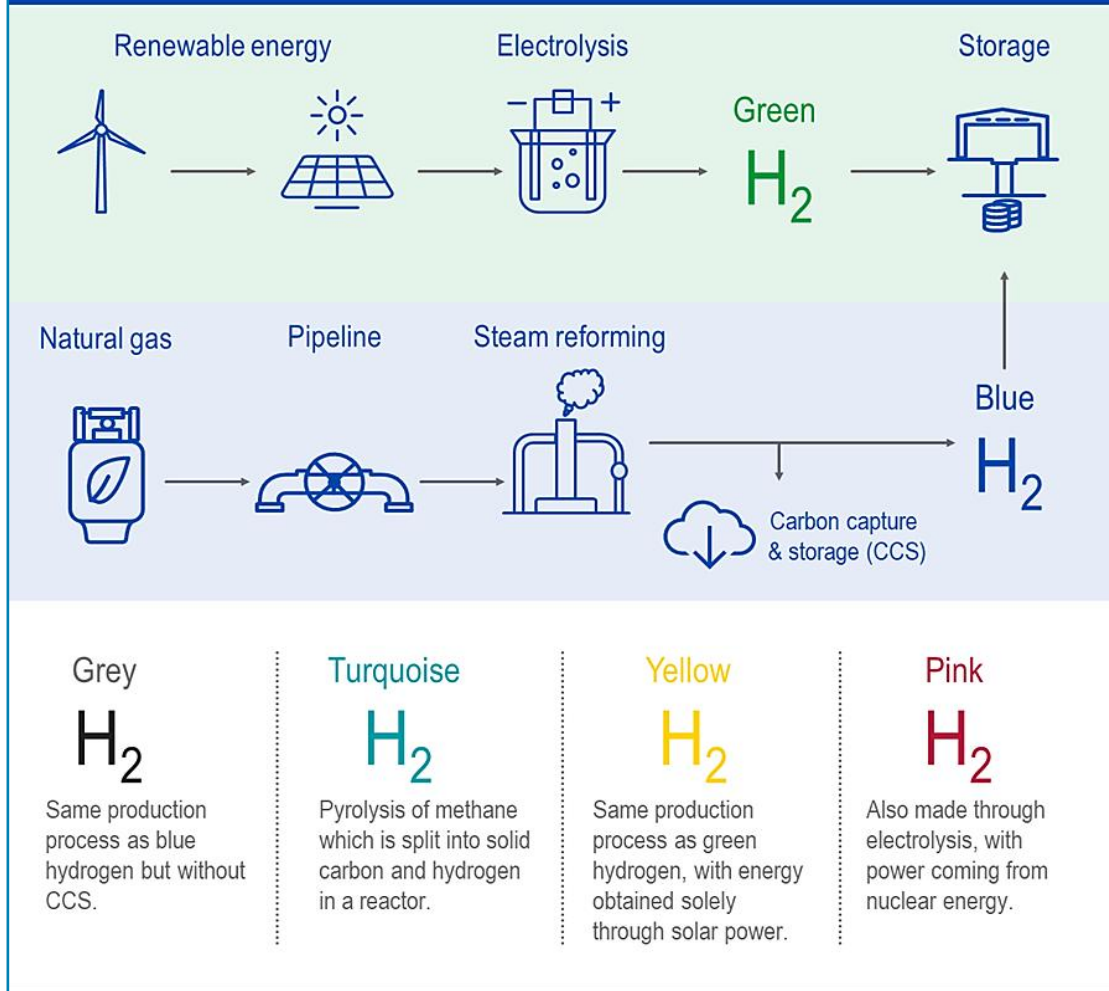 Renewable energy
Electrolysis
Storage
− +
Green
H2
Natural gas
Pipeline
Steam reforming
Blue
H2
Carbon capture
& storage (CCS)
Grey
H2
Same production
process as blue
hydrogen but without
CCS.
Turquoise
H2
Pyrolysis of methane
which is split into solid
carbon and hydrogen
in a reactor.
Yellow
H2
Same production
process as green
hydrogen, with energy
obtained solely
through solar power.
Pink
H2
Also made through
electrolysis, with
power coming from
nuclear energy.